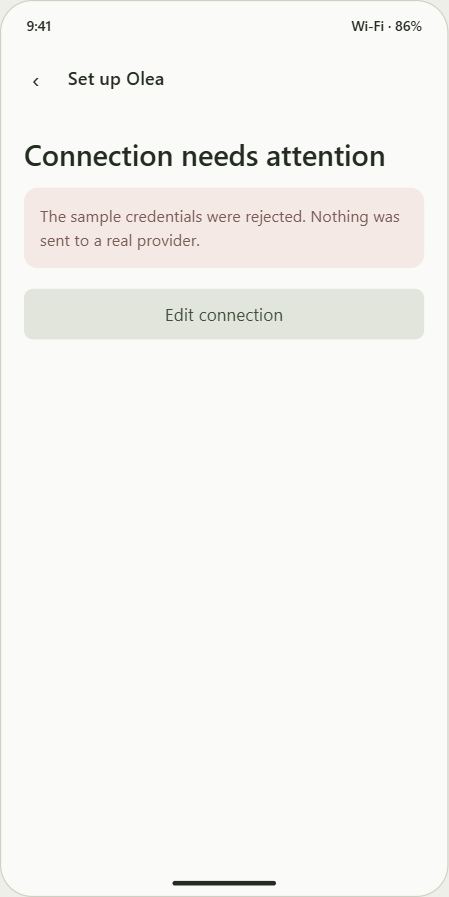 9:41
Wi-Fi · 86%
‹ Set up Olea
Connection needs attention
The sample credentials were rejected. Nothing was
sent to a real provider.
Edit connection